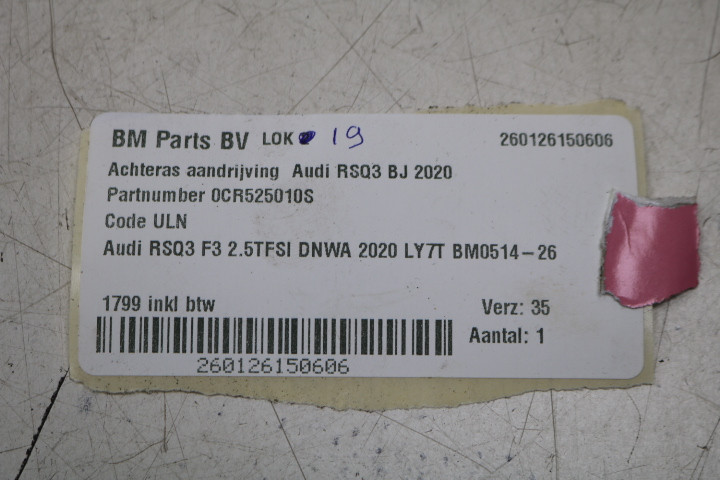 BM Parts BV LOK 19 260126150606
Achteras aandrijving Audi RSQ3 BJ 2020
Partnumber 0CR525010S
Code ULN
Audi RSQ3 F3 2.5TFSI DNWA 2020 LY7T BM0514-26
1799 inkl btw Verz: 35
Aantal: 1
260126150606